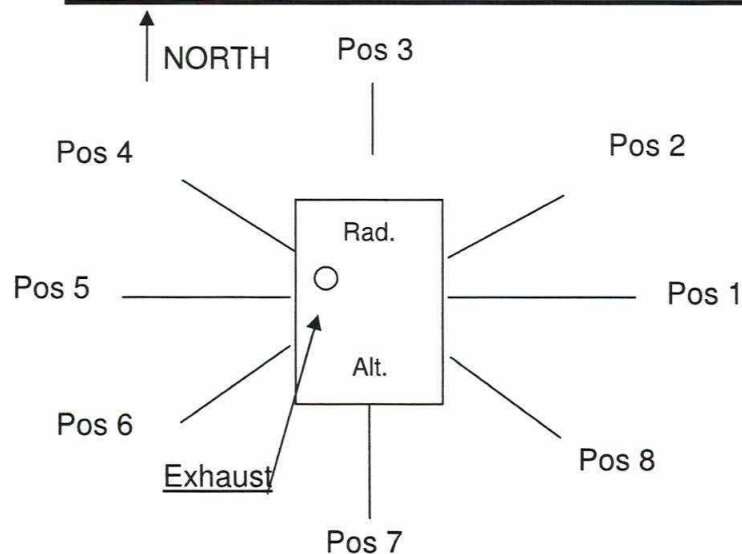 NORTH
Pos 3
Pos 4
Pos 2
Rad.
Pos 5
Pos 1
Alt.
Pos 6
Exhaust
Pos 8
Pos 7